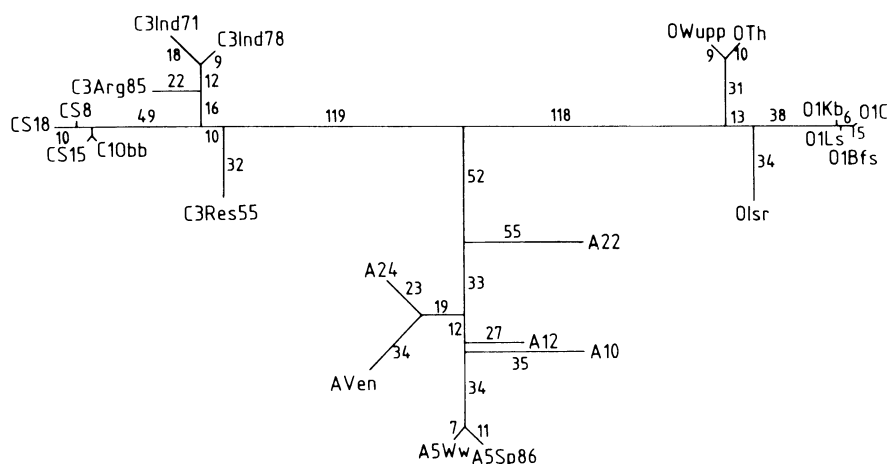 C3Ind71
C3Ind78
18
9
C3Arg85
22
12
16
OWupp
OTh
9
10
31
CS8
CS18
10
CS15
C1Obb
49
10
119
118
13
38
O1Kb
6
O1C
O1Ls
5
O1Bfs
32
C3Res55
34
OIsr
52
55
A22
A24
23
33
19
12
27
A12
34
35
A10
AVen
34
7
11
A5Ww
A5Sp86